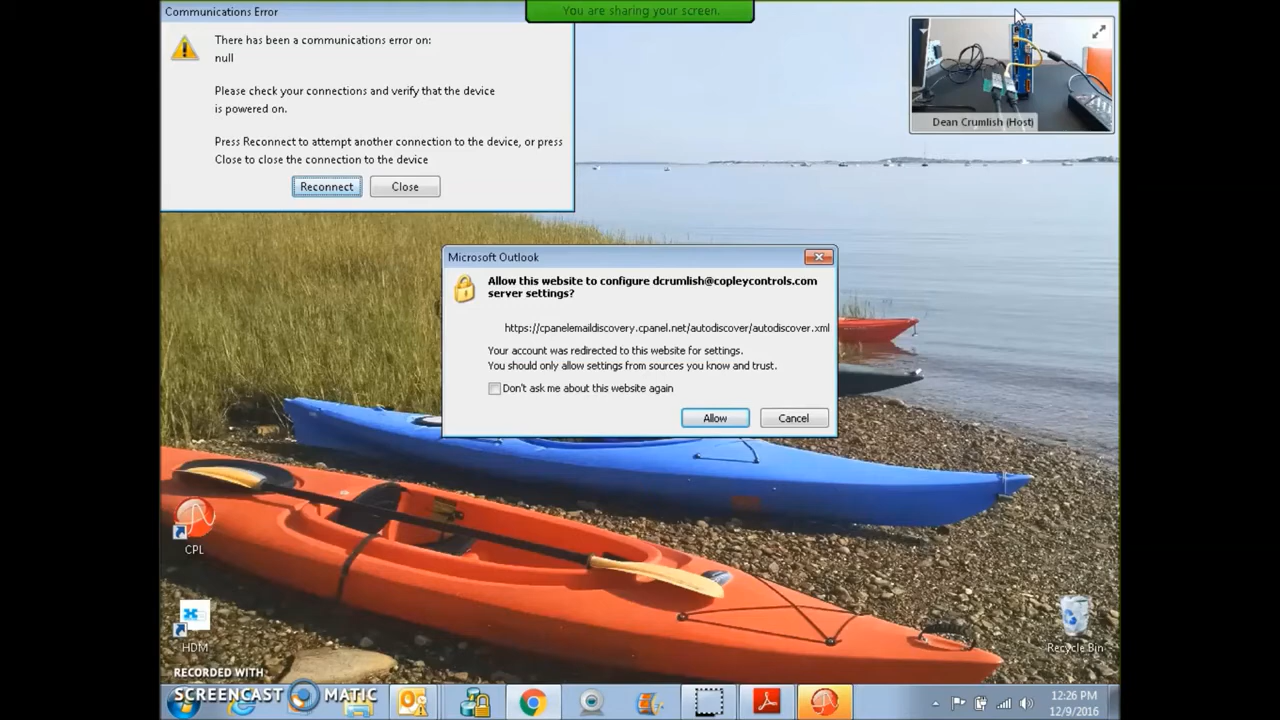 Communications Error
You are sharing your screen.
There has been a communications error on:
null
Please check your connections and verify that the device
is powered on.
Press Reconnect to attempt another connection to the device, or press
Close to close the connection to the device
Reconnect
Close
Dean Crumlish (Host)
Microsoft Outlook
Allow this website to configure dcrumlish@copleycontrols.com
server settings?
https://cpanelemaildiscovery.cpanel.net/autodiscover/autodiscover.xml
Your account was redirected to this website for settings.
You should only allow settings from sources you know and trust.
Don't ask me about this website again
Allow
Cancel
CPL
HDM
Recycle Bin
RECORDED WITH
SCREENCAST MATIC
12:26 PM
12/9/2016